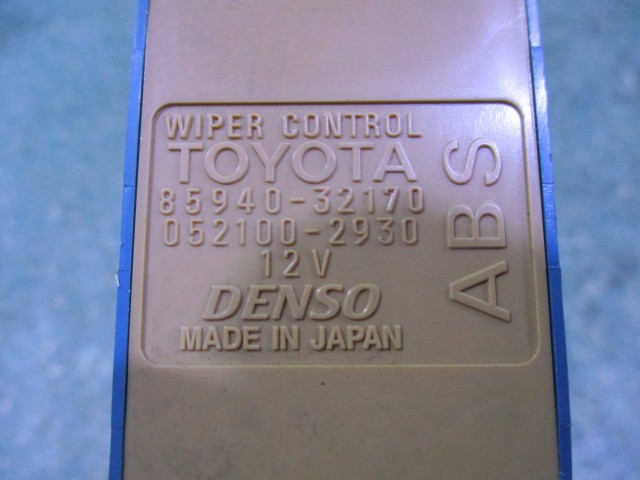 WIPER CONTROL
TOYOTA
85940-32170
052100-2930
12V
DENSO
MADE IN JAPAN
ABS